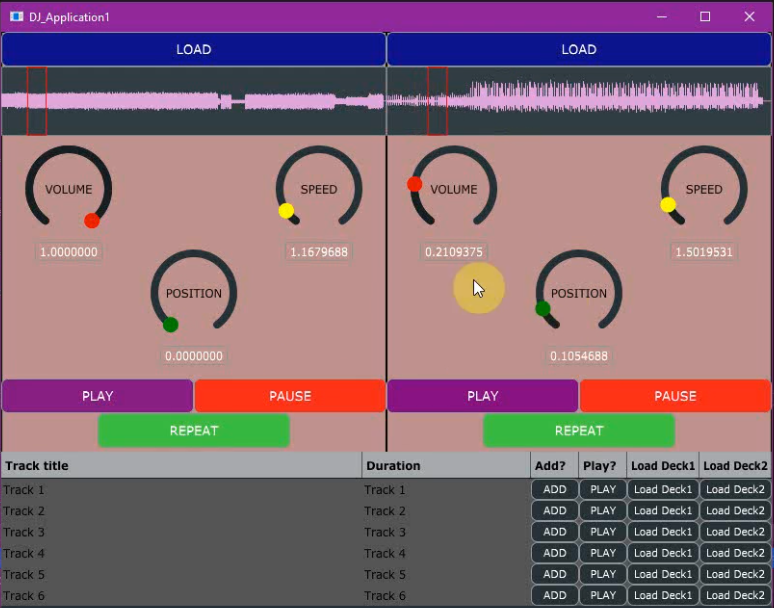 DJ_Application1
LOAD LOAD
VOLUME SPEED VOLUME SPEED
1.0000000 1.1679688 0.2109375 1.5019531
POSITION POSITION
0.0000000 0.1054688
PLAY PAUSE PLAY PAUSE
REPEAT REPEAT
Track title Duration Add? Play? Load Deck1 Load Deck2
Track 1 Track 1 ADD PLAY Load Deck1 Load Deck2
Track 2 Track 2 ADD PLAY Load Deck1 Load Deck2
Track 3 Track 3 ADD PLAY Load Deck1 Load Deck2
Track 4 Track 4 ADD PLAY Load Deck1 Load Deck2
Track 5 Track 5 ADD PLAY Load Deck1 Load Deck2
Track 6 Track 6 ADD PLAY Load Deck1 Load Deck2